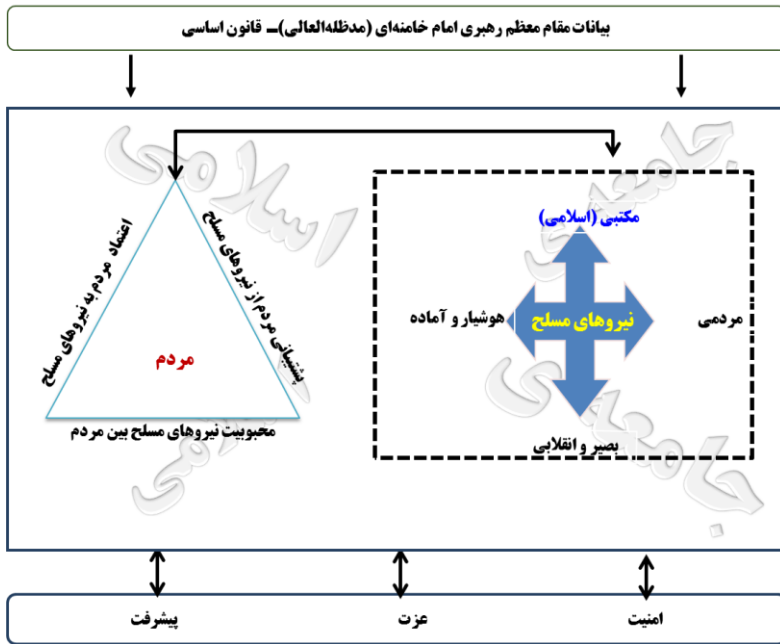 بیانات مقام معظم رهبری امام خامنه‌ای (مدظله‌العالی)ـ قانون اساسی
جامعه‌ی
اسلامی
مکتبی (اسلامی)
مردمی
نیروهای مسلح
هوشیار و آماده
بصیر و انقلابی
جامعه‌ی
اسلامی
پشتیبانی مردم از نیروهای مسلح
اعتماد مردم به نیروهای مسلح
مردم
محبوبیت نیروهای مسلح بین مردم
امنیت
عزت
پیشرفت